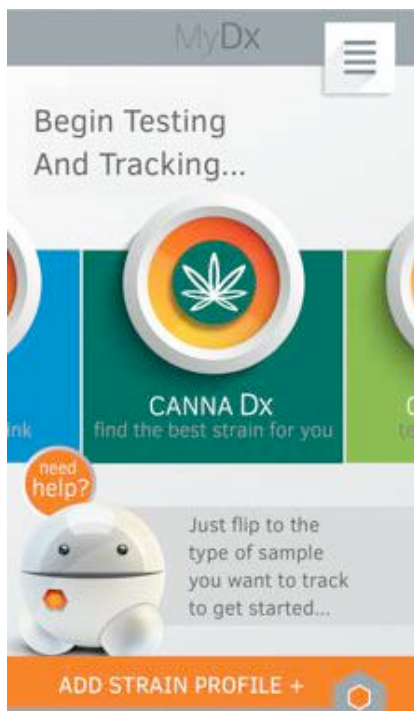 MyDx
Begin Testing
And Tracking...
CANNA DX
ink
find the best strain for you
need
help?
Just flip to the
type of sample
you want to track
to get started...
ADD STRAIN PROFILE +